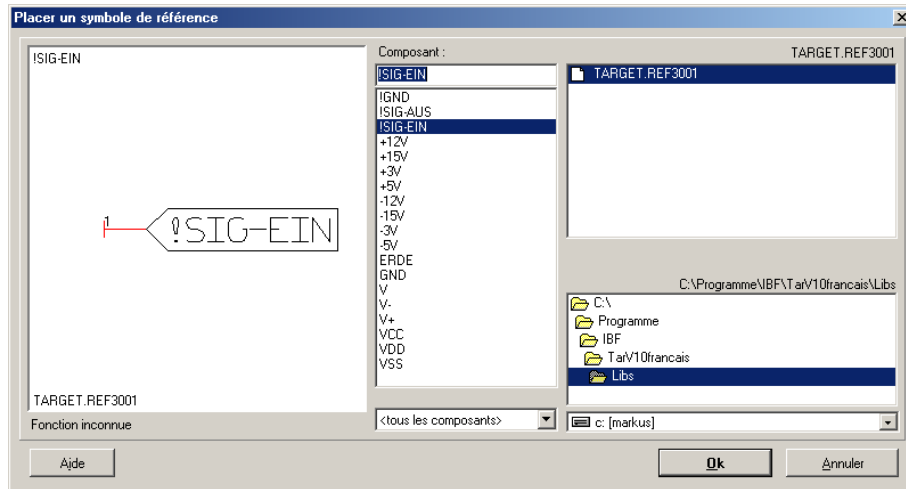 Placer un symbole de référence
!SIG-EIN
1
!SIG-EIN
TARGET.REF3001
Fonction inconnue
Composant :
!SIG-EIN
!GND
!SIG-AUS
!SIG-EIN
+12V
+15V
+3V
+5V
-12V
-15V
-3V
-5V
ERDE
GND
V
V-
V+
VCC
VDD
VSS
<tous les composants>
TARGET.REF3001
TARGET.REF3001
C:\Programme\IBF\TarV10francais\Libs
C:\
Programme
IBF
TarV10francais
Libs
c: [markus]
Aide
Ok
Annuler